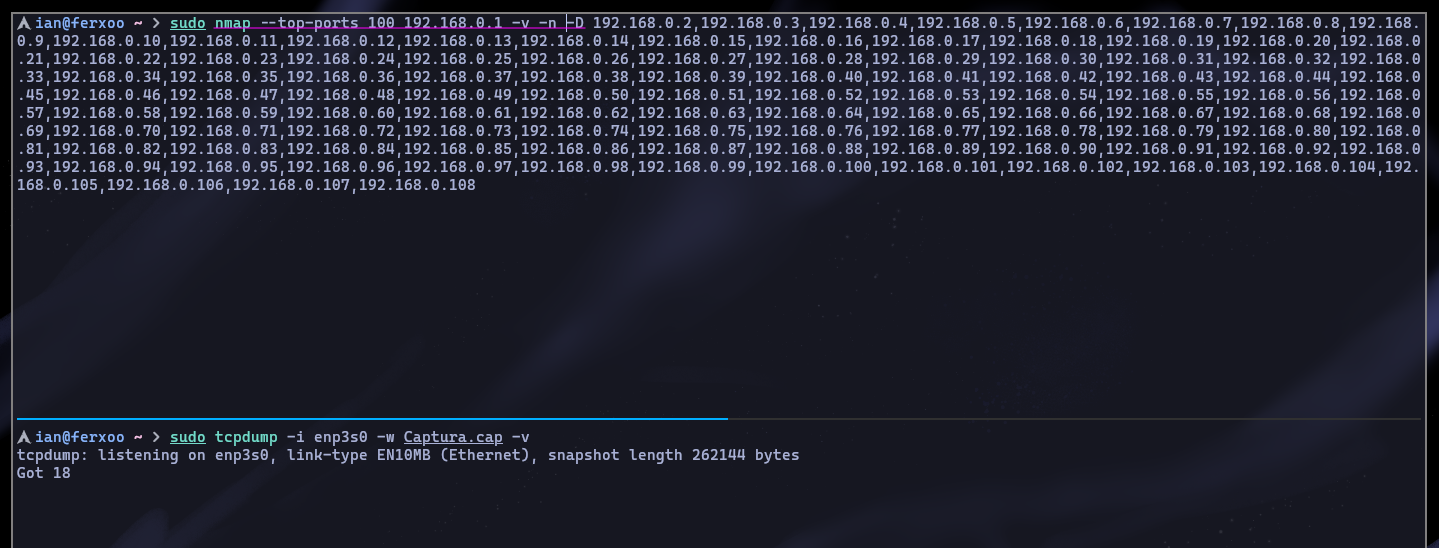 ian@ferxoo ~ > sudo nmap --top-ports 100 192.168.0.1 -v -n -D 192.168.0.2,192.168.0.3,192.168.0.4,192.168.0.5,192.168.0.6,192.168.0.7,192.168.0.8,192.168.
0.9,192.168.0.10,192.168.0.11,192.168.0.12,192.168.0.13,192.168.0.14,192.168.0.15,192.168.0.16,192.168.0.17,192.168.0.18,192.168.0.19,192.168.0.20,192.168.0
.21,192.168.0.22,192.168.0.23,192.168.0.24,192.168.0.25,192.168.0.26,192.168.0.27,192.168.0.28,192.168.0.29,192.168.0.30,192.168.0.31,192.168.0.32,192.168.0
.33,192.168.0.34,192.168.0.35,192.168.0.36,192.168.0.37,192.168.0.38,192.168.0.39,192.168.0.40,192.168.0.41,192.168.0.42,192.168.0.43,192.168.0.44,192.168.0
.45,192.168.0.46,192.168.0.47,192.168.0.48,192.168.0.49,192.168.0.50,192.168.0.51,192.168.0.52,192.168.0.53,192.168.0.54,192.168.0.55,192.168.0.56,192.168.0
.57,192.168.0.58,192.168.0.59,192.168.0.60,192.168.0.61,192.168.0.62,192.168.0.63,192.168.0.64,192.168.0.65,192.168.0.66,192.168.0.67,192.168.0.68,192.168.0
.69,192.168.0.70,192.168.0.71,192.168.0.72,192.168.0.73,192.168.0.74,192.168.0.75,192.168.0.76,192.168.0.77,192.168.0.78,192.168.0.79,192.168.0.80,192.168.0
.81,192.168.0.82,192.168.0.83,192.168.0.84,192.168.0.85,192.168.0.86,192.168.0.87,192.168.0.88,192.168.0.89,192.168.0.90,192.168.0.91,192.168.0.92,192.168.0
.93,192.168.0.94,192.168.0.95,192.168.0.96,192.168.0.97,192.168.0.98,192.168.0.99,192.168.0.100,192.168.0.101,192.168.0.102,192.168.0.103,192.168.0.104,192.
168.0.105,192.168.0.106,192.168.0.107,192.168.0.108
ian@ferxoo ~ > sudo tcpdump -i enp3s0 -w Captura.cap -v
tcpdump: listening on enp3s0, link-type EN10MB (Ethernet), snapshot length 262144 bytes
Got 18